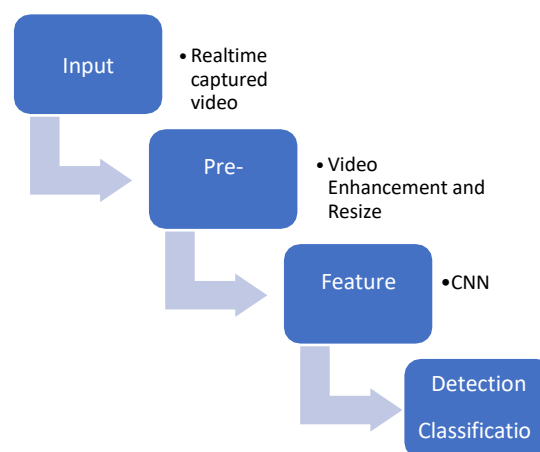 Input
• Realtime
captured
video
Pre-
• Video
Enhancement and
Resize
Feature
•CNN
Detection
Classificatio